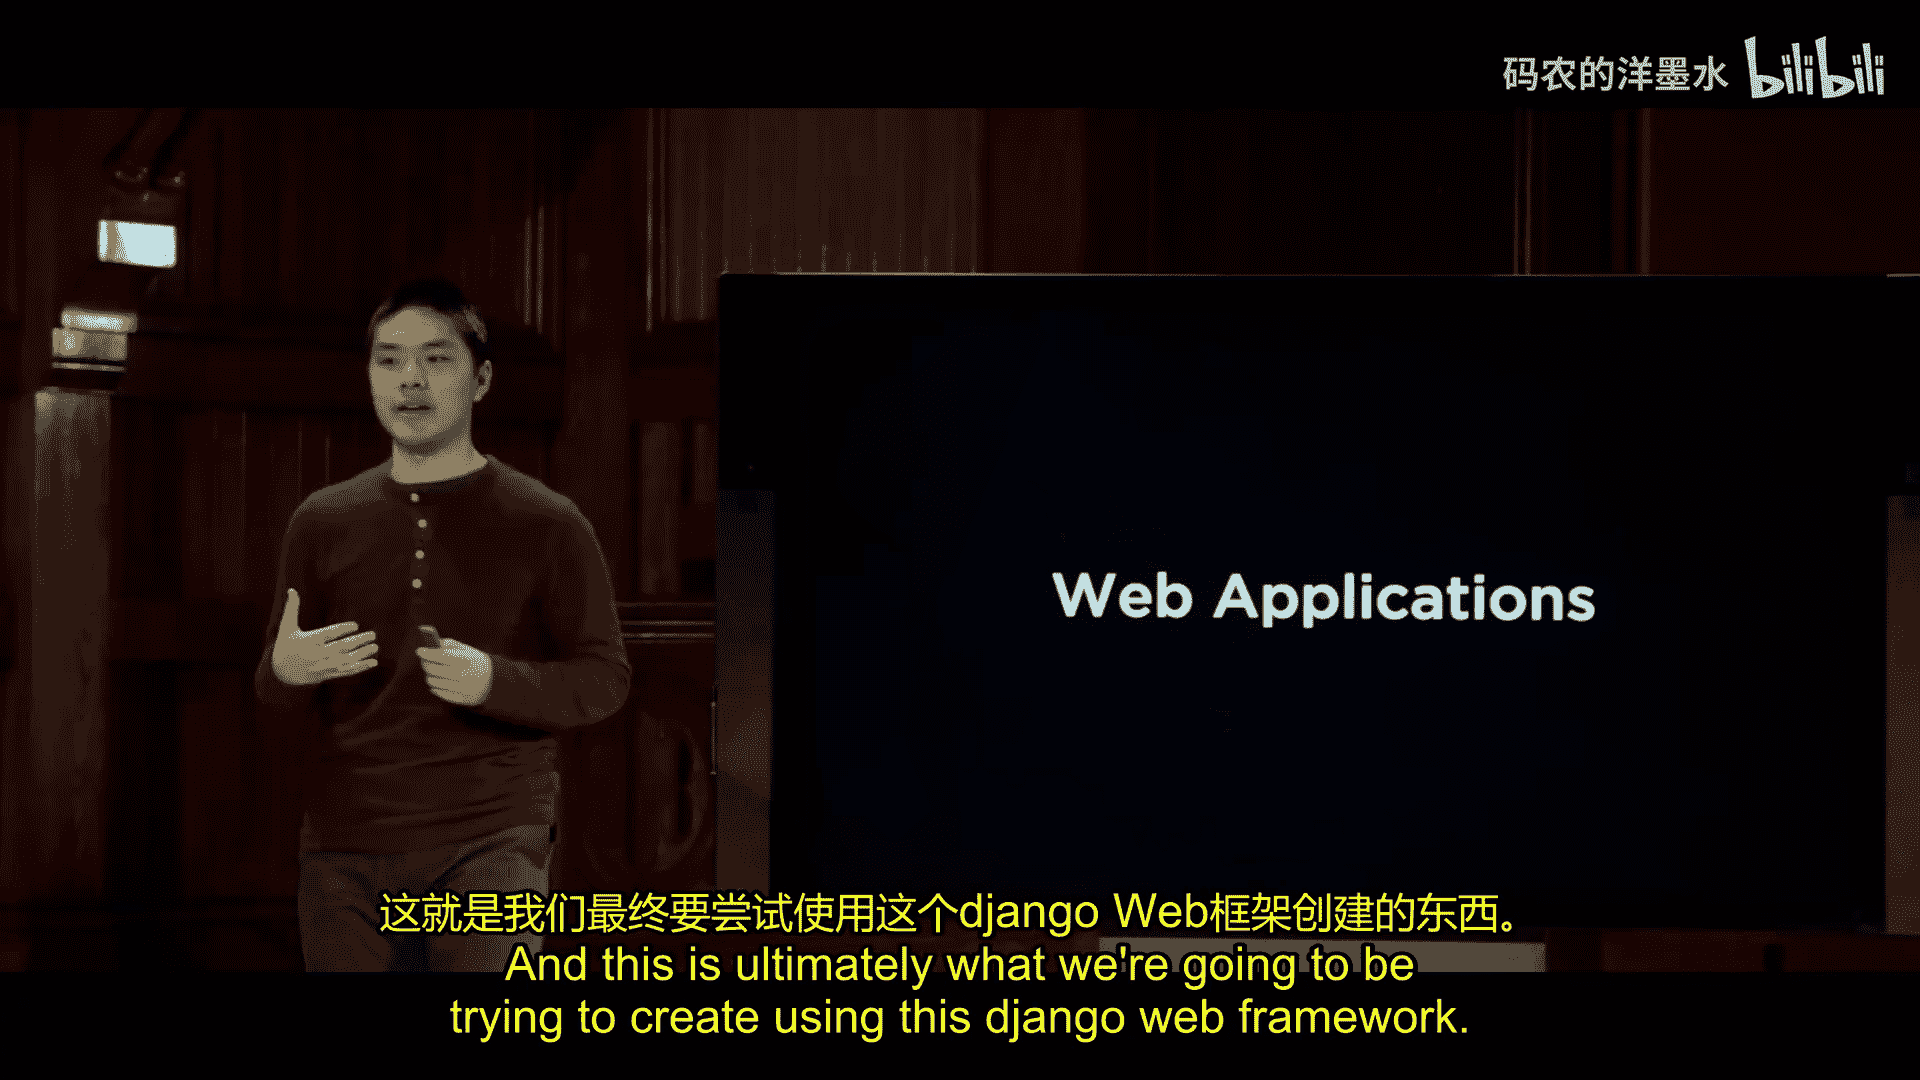 码农的洋墨水 bilibili
Web Applications
这就是我们最终要尝试使用这个django Web框架创建的东西。
And this is ultimately what we're going to be
trying to create using this django web framework.